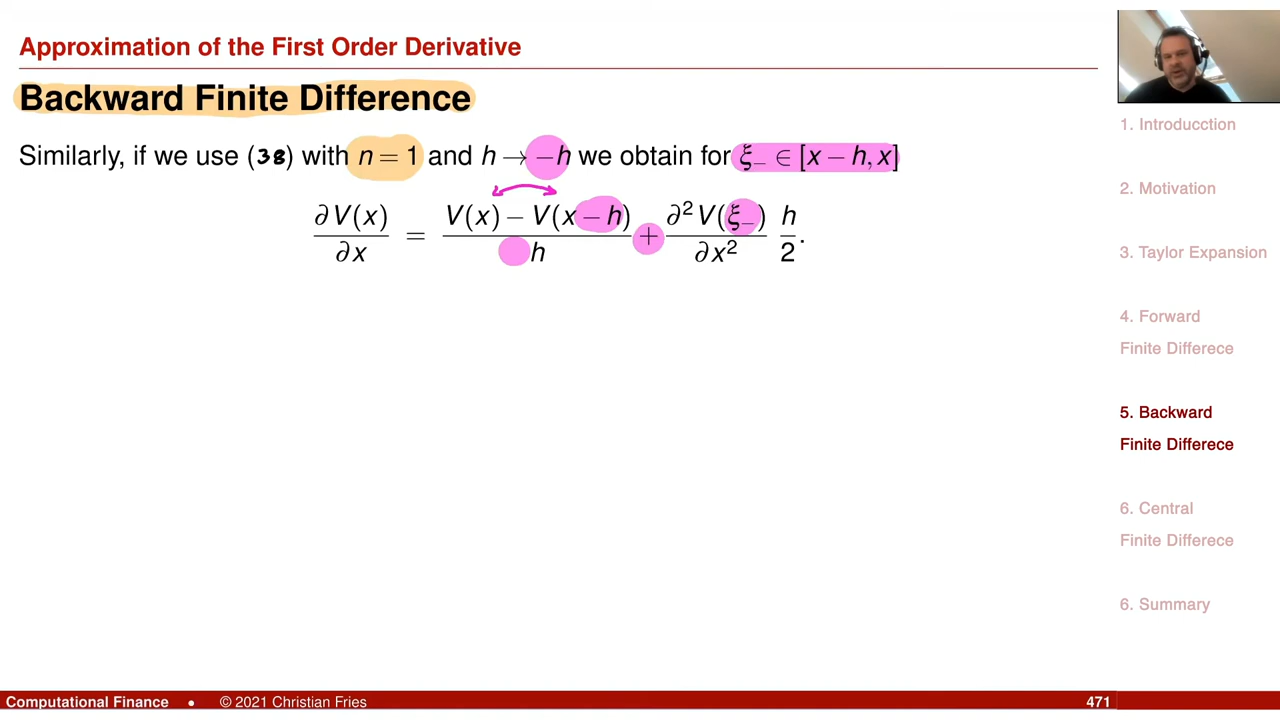 Approximation of the First Order Derivative
Backward Finite Difference
Similarly, if we use (38) with n = 1 and h → −h we obtain for ξ₋ ∈ [x − h, x]
∂V(x)/∂x = (V(x) − V(x − h))/h + ∂²V(ξ₋)/∂x² h/2.
1. Introducction
2. Motivation
3. Taylor Expansion
4. Forward
Finite Differece
5. Backward
Finite Differece
6. Central
Finite Differece
6. Summary
Computational Finance • © 2021 Christian Fries 471